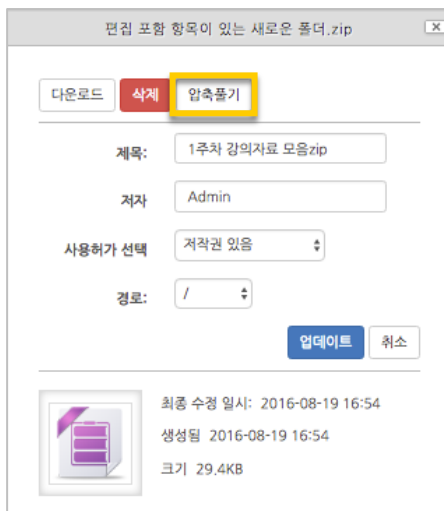 편집 포함 항목이 있는 새로운 폴더.zip
다운로드 삭제 압축풀기
제목: 1주차 강의자료 모음zip
저자 Admin
사용허가 선택 저작권 있음
경로: /
업데이트 취소
최종 수정 일시: 2016-08-19 16:54
생성됨 2016-08-19 16:54
크기 29.4KB